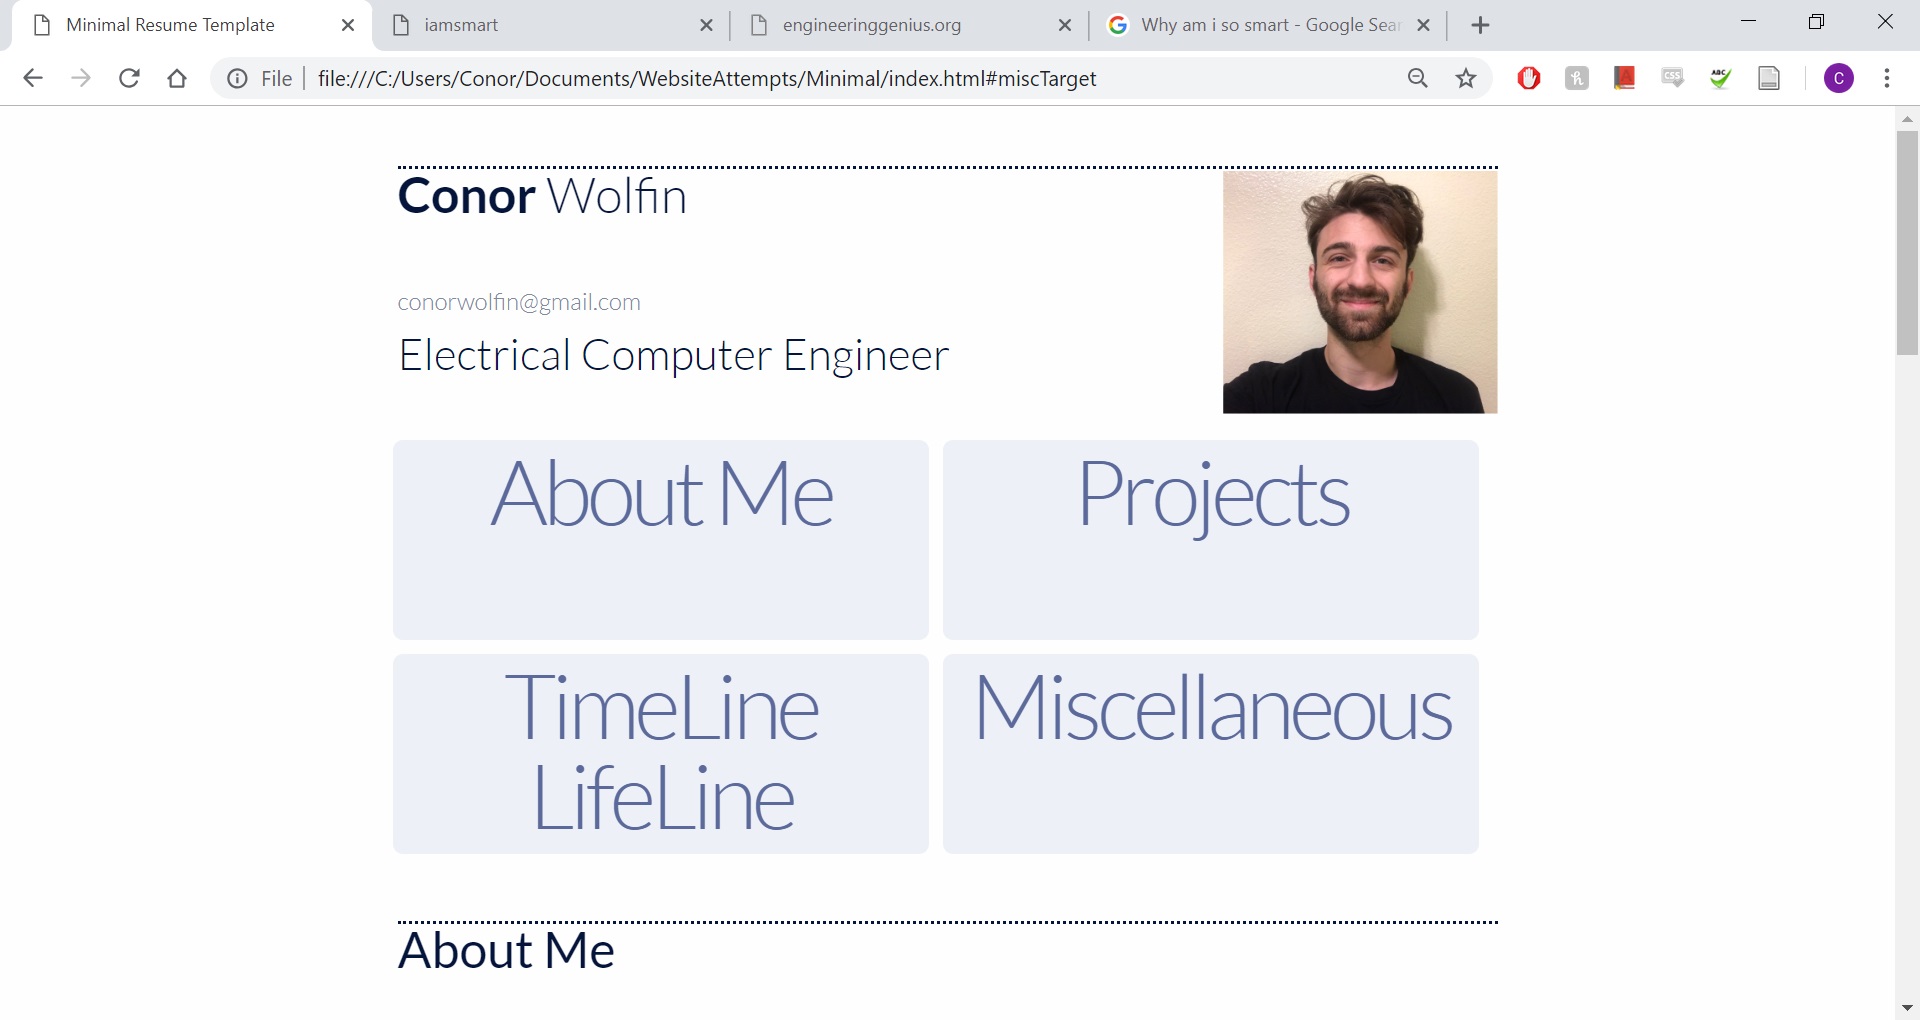 Minimal Resume Template
iamsmart
engineeringgenius.org
Why am i so smart - Google Sear
File
file:///C:/Users/Conor/Documents/WebsiteAttempts/Minimal/index.html#miscTarget
CSS
ABC
C
Conor Wolfin
conorwolfin@gmail.com
Electrical Computer Engineer
About Me
Projects
TimeLine
LifeLine
Miscellaneous
About Me